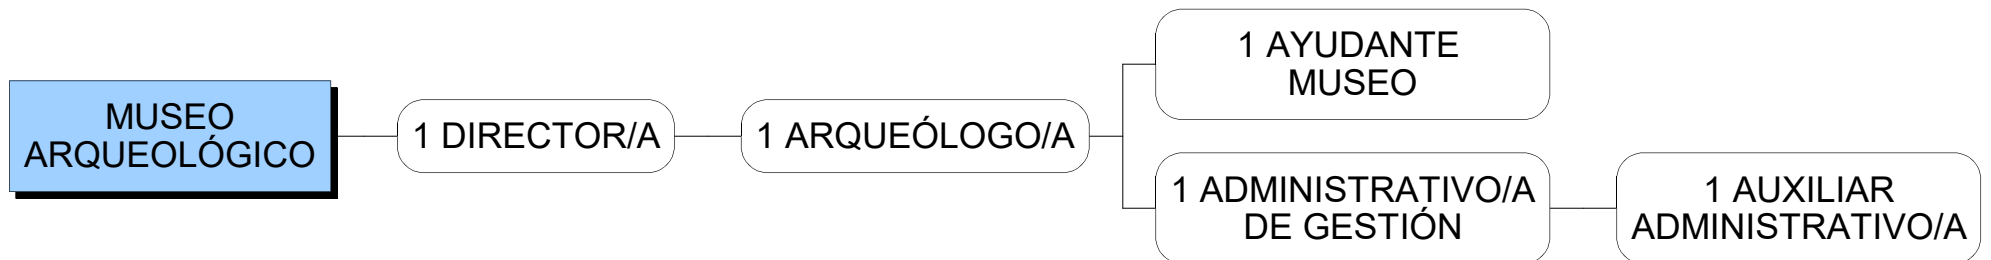 MUSEO
ARQUEOLÓGICO
1 DIRECTOR/A
1 ARQUEÓLOGO/A
1 AYUDANTE
MUSEO
1 ADMINISTRATIVO/A
DE GESTIÓN
1 AUXILIAR
ADMINISTRATIVO/A